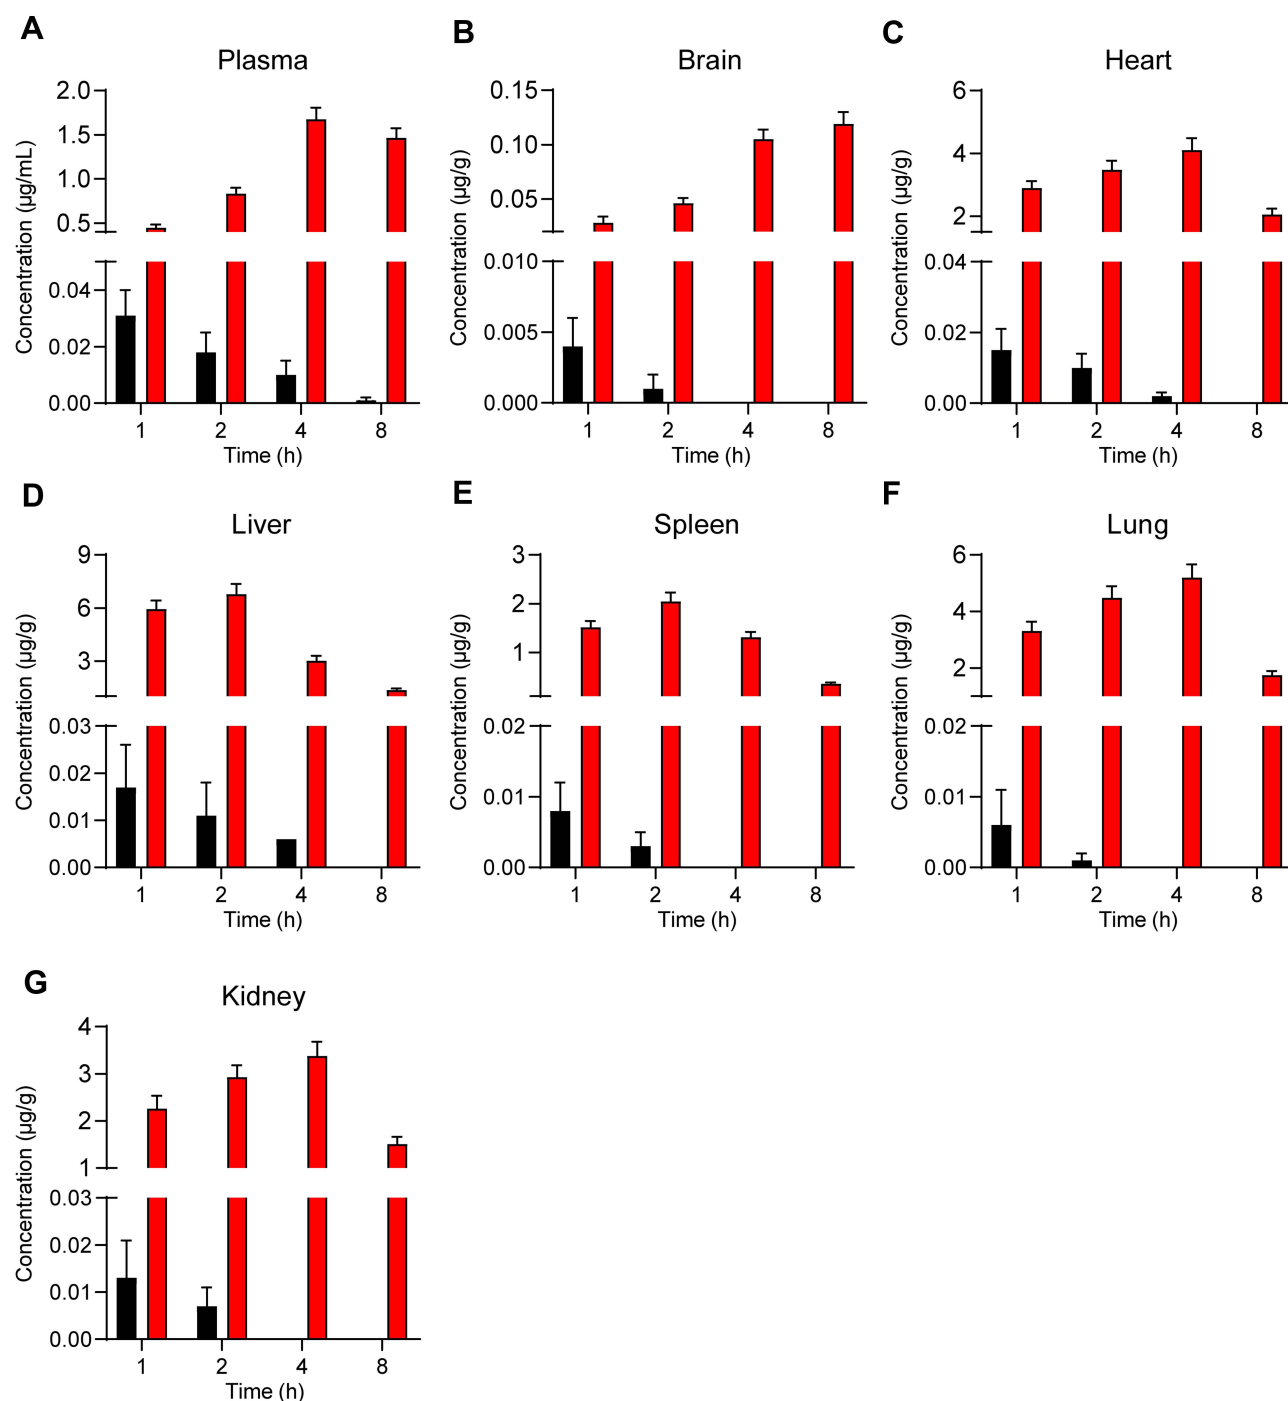 A
Plasma
Concentration (µg/mL)
2.0
1.5
1.0
0.5
0.04
0.02
0.00
1 2 4 8
Time (h)
B
Brain
Concentration (µg/g)
0.15
0.10
0.05
0.010
0.005
0.000
1 2 4 8
Time (h)
C
Heart
Concentration (µg/g)
6
4
2
0.04
0.02
0.00
1 2 4 8
Time (h)
D
Liver
Concentration (µg/g)
9
6
3
0.03
0.02
0.01
0.00
1 2 4 8
Time (h)
E
Spleen
Concentration (µg/g)
3
2
1
0.02
0.01
0.00
1 2 4 8
Time (h)
F
Lung
Concentration (µg/g)
6
4
2
0.02
0.01
0.00
1 2 4 8
Time (h)
G
Kidney
Concentration (µg/g)
4
3
2
1
0.03
0.02
0.01
0.00
1 2 4 8
Time (h)